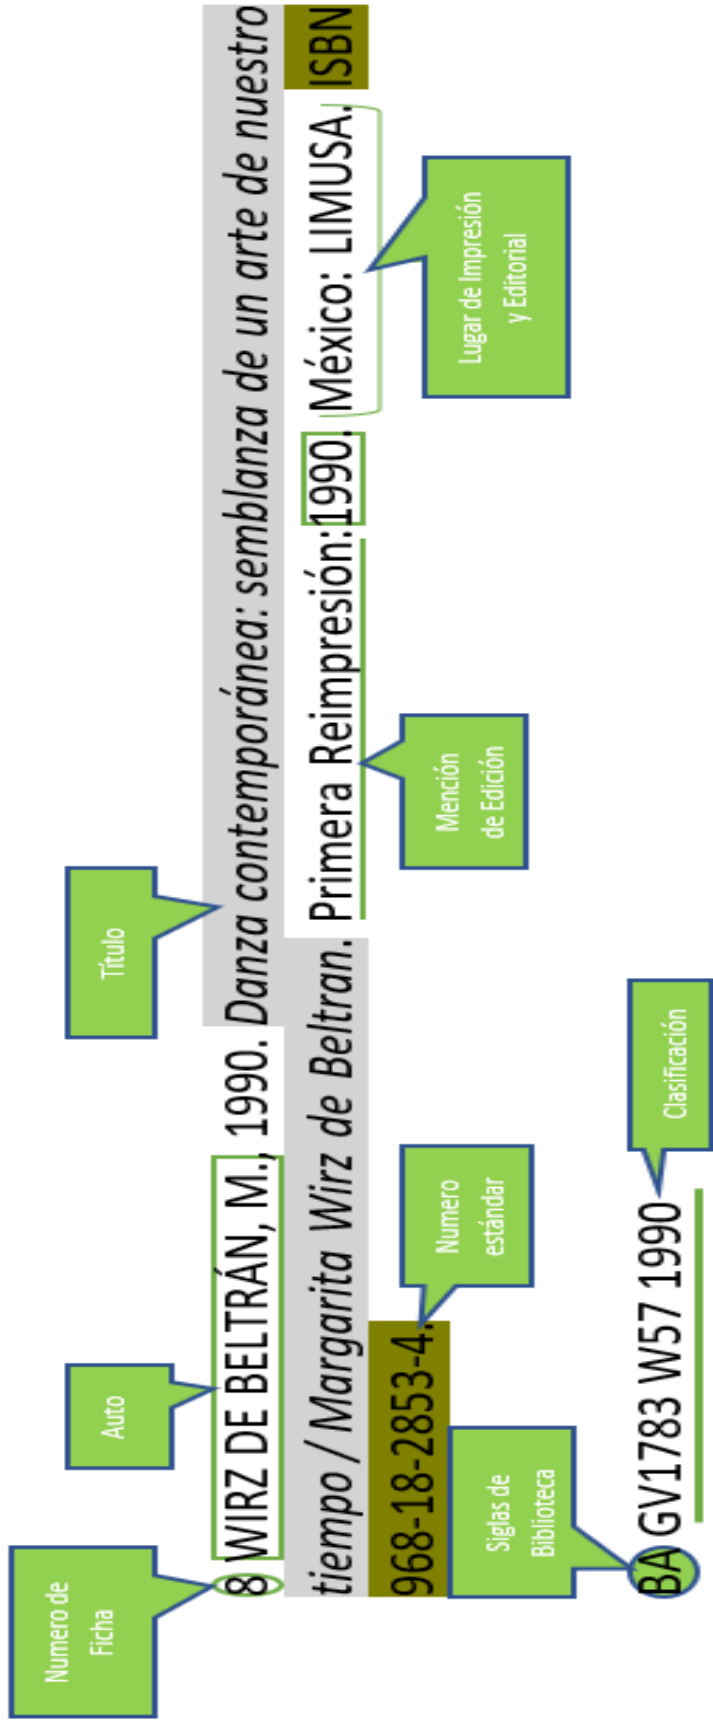 Numero de
Ficha
Auto
Título
8 WIRZ DE BELTRÁN, M., 1990. Danza contemporánea: semblanza de un arte de nuestro
tiempo / Margarita Wirz de Beltran. Primera Reimpresión:1990. México: LIMUSA. ISBN
968-18-2853-4.
Numero
estándar
Mención
de Edición
Lugar de Impresión
y Editorial
Siglas de
Biblioteca
BA GV1783 W57 1990
Clasificación